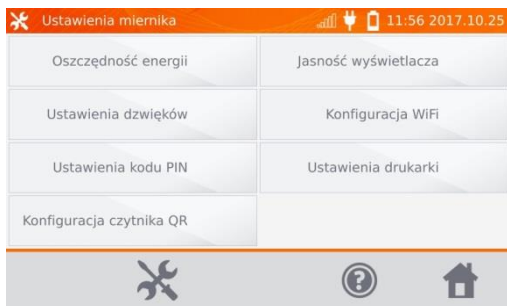 Ustawienia miernika
11:56 2017.10.25
Oszczędność energii
Jasność wyświetlacza
Ustawienia dzwięków
Konfiguracja WiFi
Ustawienia kodu PIN
Ustawienia drukarki
Konfiguracja czytnika QR